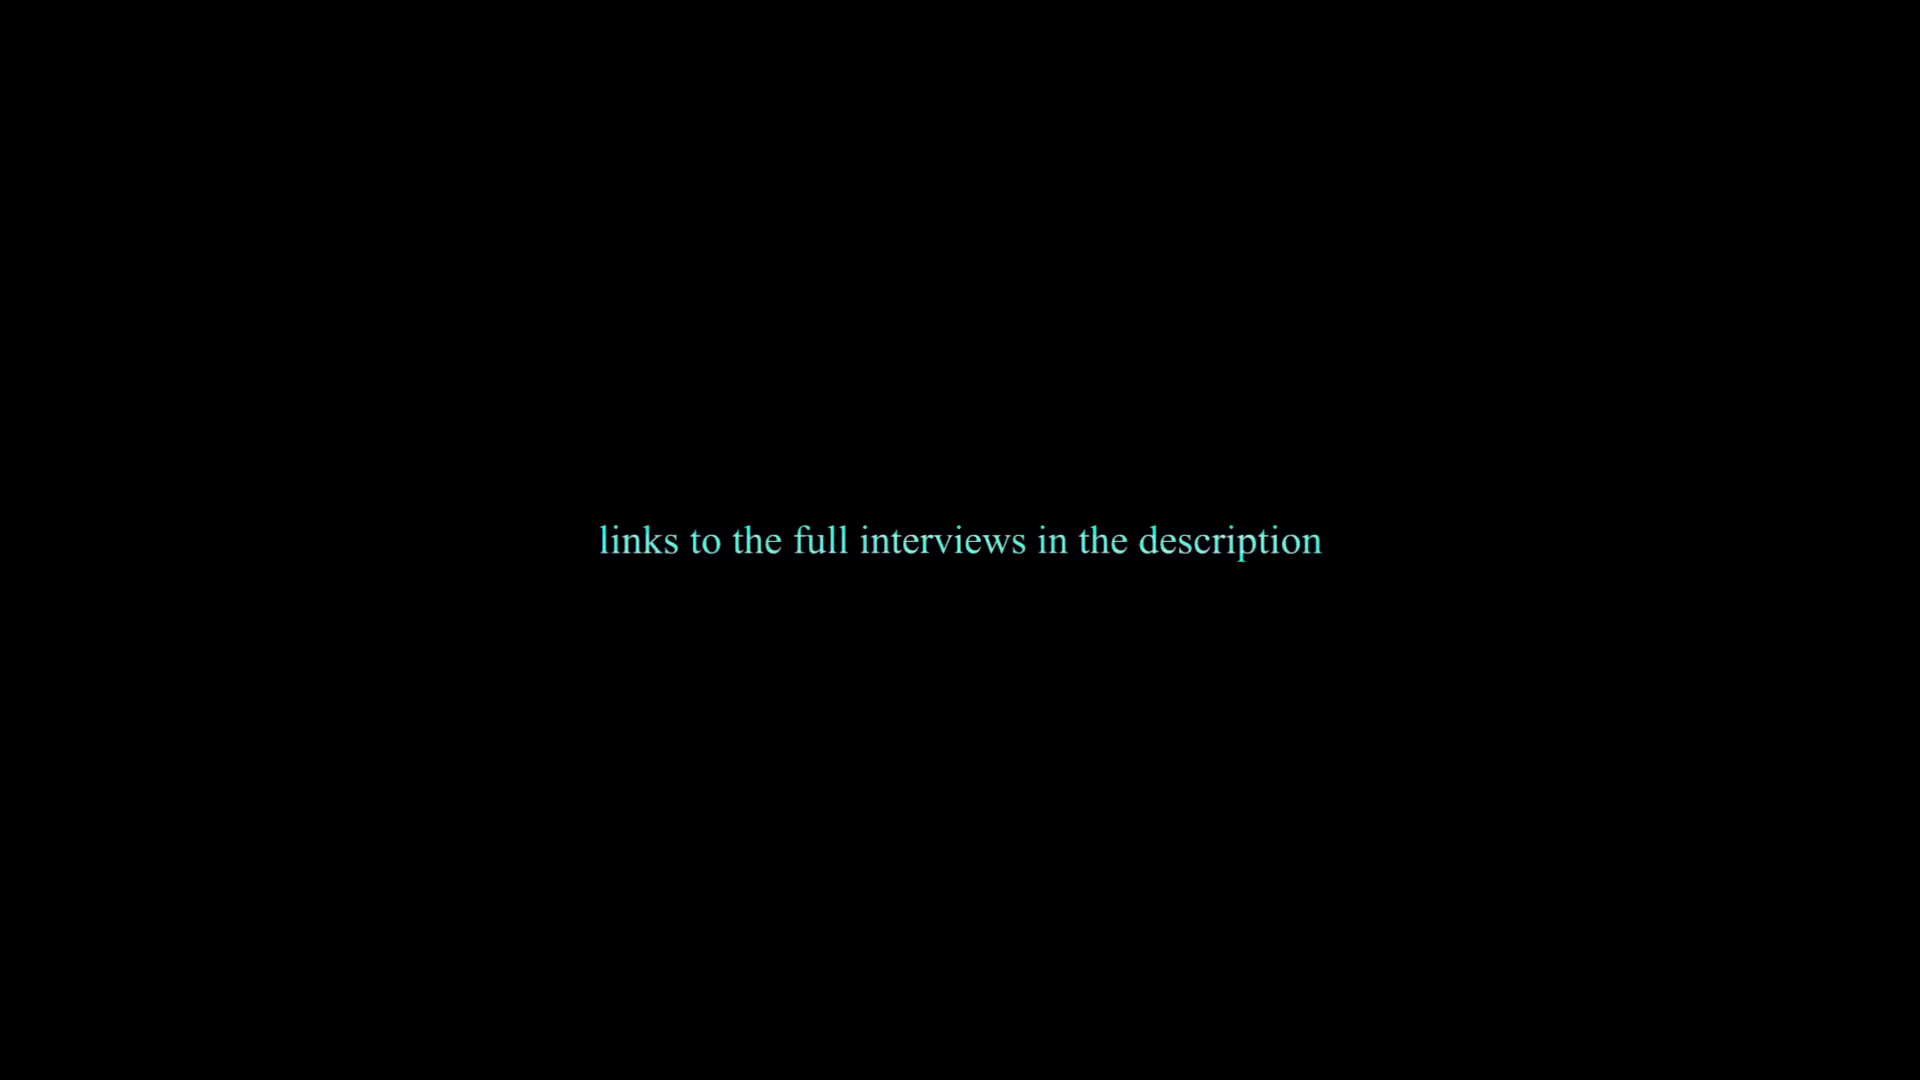 links to the full interviews in the description